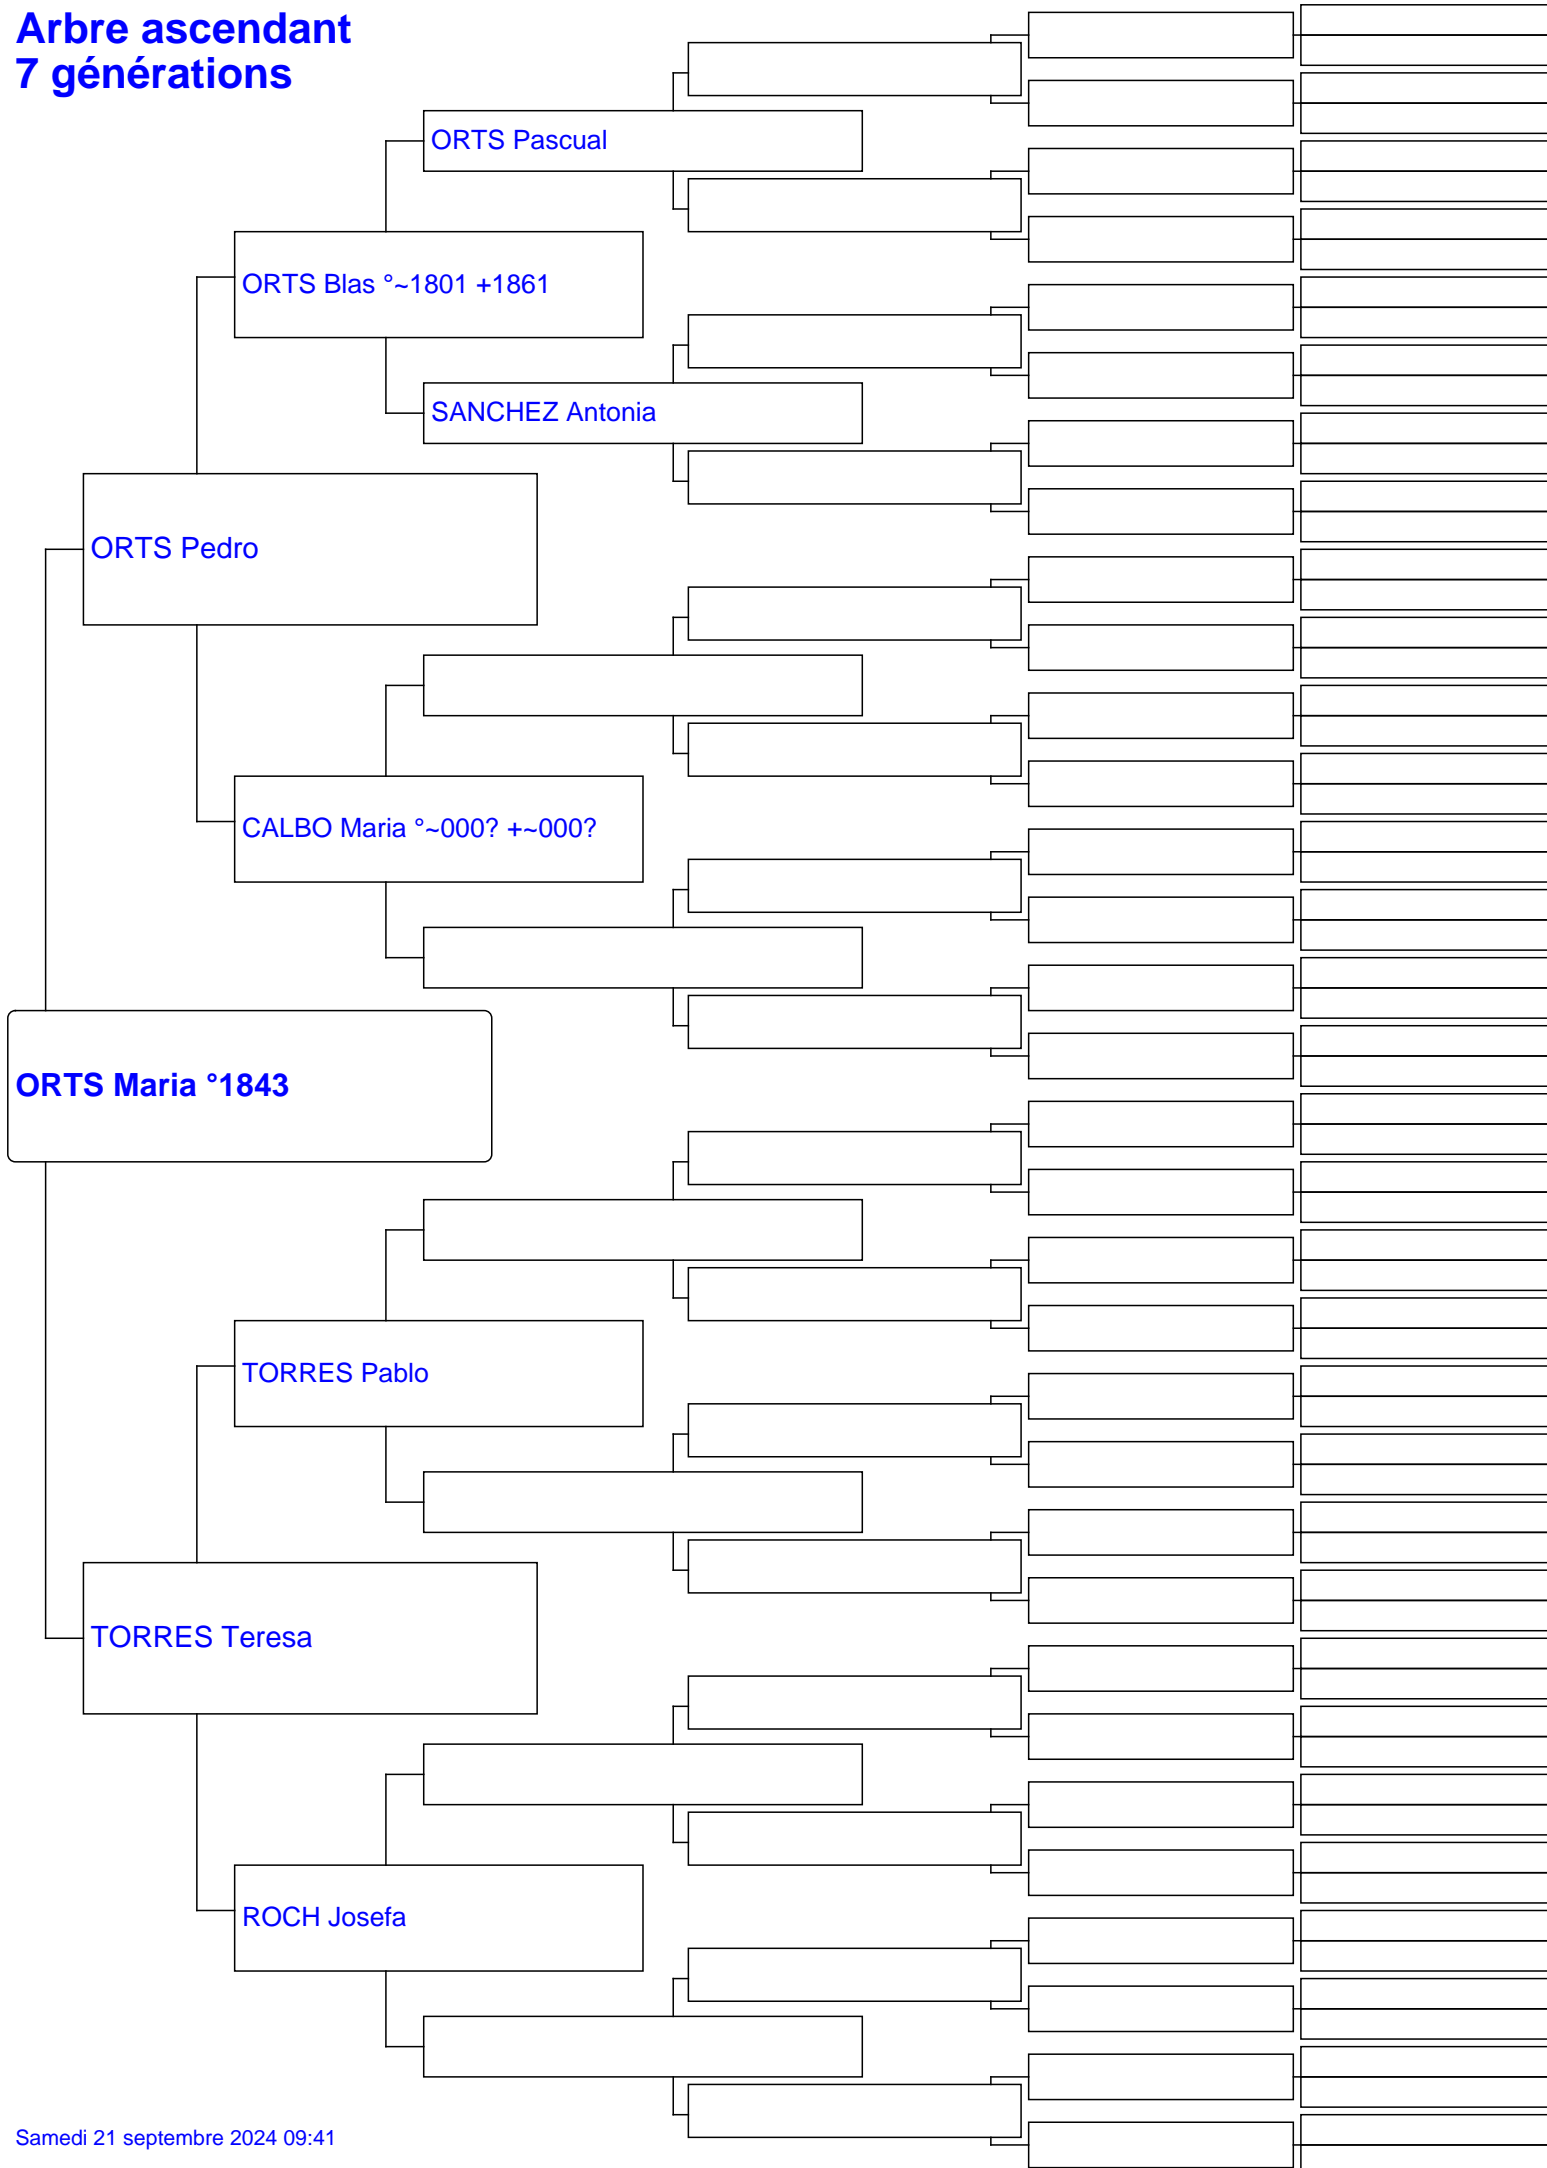 Arbre ascendant
7 générations
ORTS Pascual
ORTS Blas °~1801 +1861
SANCHEZ Antonia
ORTS Pedro
CALBO Maria °~000? +~000?
ORTS Maria °1843
TORRES Pablo
TORRES Teresa
ROCH Josefa
Samedi 21 septembre 2024 09:41